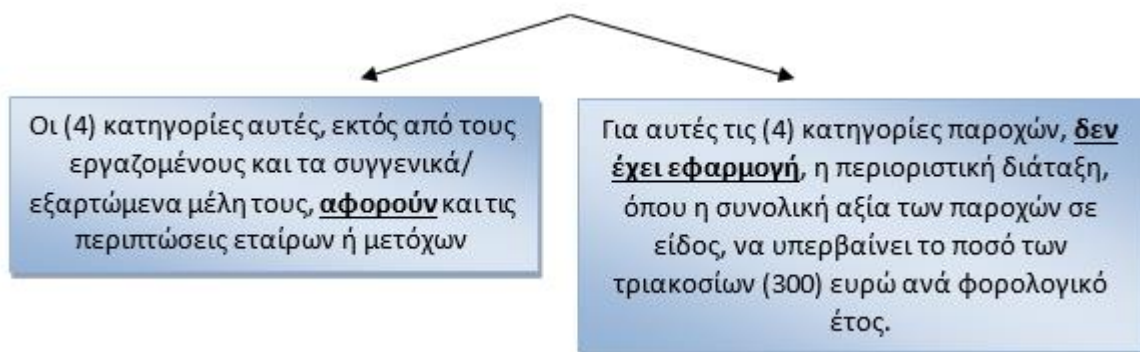 Οι (4) κατηγορίες αυτές, εκτός από τους
εργαζομένους και τα συγγενικά/
εξαρτώμενα μέλη τους, αφορούν και τις
περιπτώσεις εταίρων ή μετόχων
Για αυτές τις (4) κατηγορίες παροχών, δεν
έχει εφαρμογή, η περιοριστική διάταξη,
όπου η συνολική αξία των παροχών σε
είδος, να υπερβαίνει το ποσό των
τριακοσίων (300) ευρώ ανά φορολογικό
έτος.